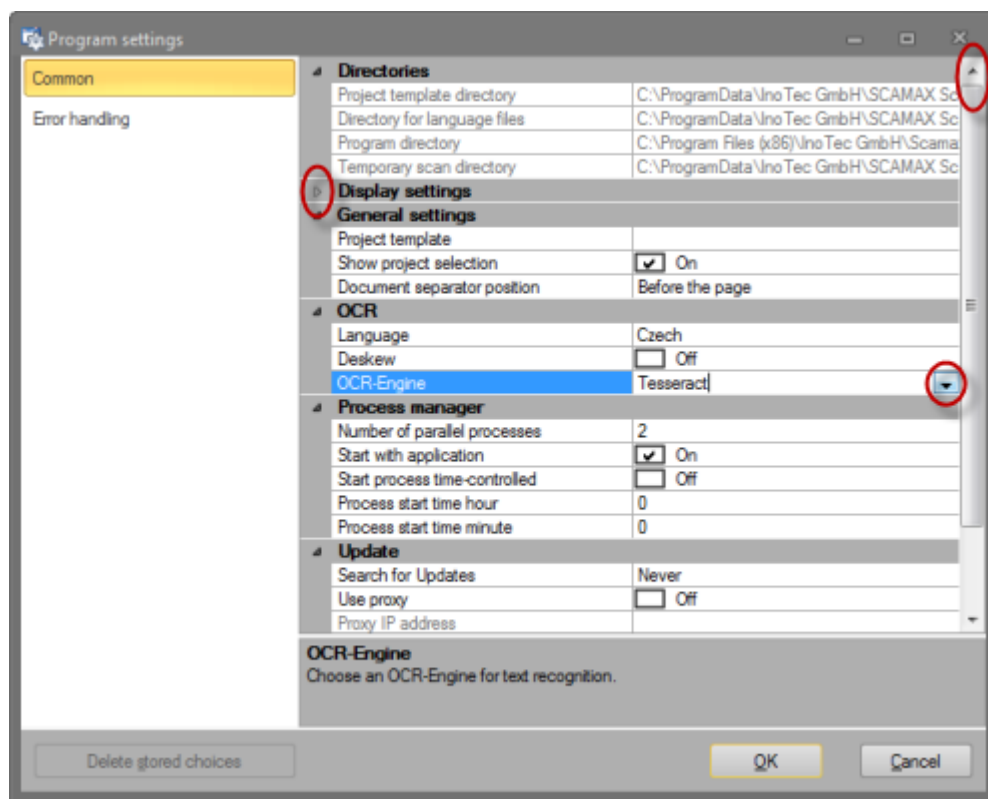 Program settings
Common
Error handling
Directories
Project template directory C:\ProgramData\InoTec GmbH\SCAMAX Sc
Directory for language files C:\ProgramData\InoTec GmbH\SCAMAX Sc
Program directory C:\Program Files (x86)\InoTec GmbH\Scama
Temporary scan directory C:\ProgramData\InoTec GmbH\SCAMAX Sc
Display settings
General settings
Project template
Show project selection On
Document separator position Before the page
OCR
Language Czech
Deskew Off
OCR-Engine Tesseract
Process manager
Number of parallel processes 2
Start with application On
Start process time-controlled Off
Process start time hour 0
Process start time minute 0
Update
Search for Updates Never
Use proxy Off
Proxy IP address
OCR-Engine
Choose an OCR-Engine for text recognition.
Delete stored choices OK Cancel